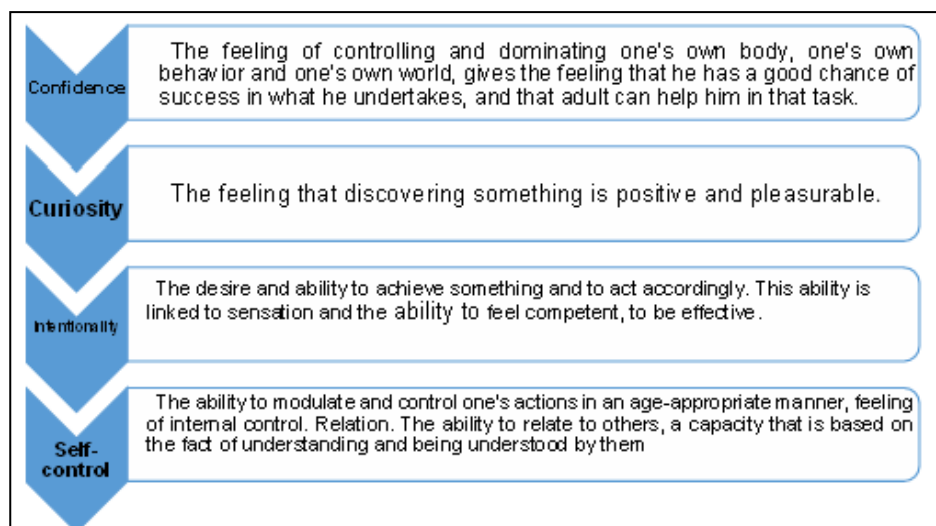 Confidence
The feeling of controlling and dominating one's own body, one's own
behavior and one's own world, gives the feeling that he has a good chance of
success in what he undertakes, and that adult can help him in that task.
Curiosity
The feeling that discovering something is positive and pleasurable.
Intentionality
The desire and ability to achieve something and to act accordingly. This ability is
linked to sensation and the ability to feel competent, to be effective.
Self-
control
The ability to modulate and control one's actions in an age-appropriate manner, feeling
of internal control. Relation. The ability to relate to others, a capacity that is based on
the fact of understanding and being understood by them